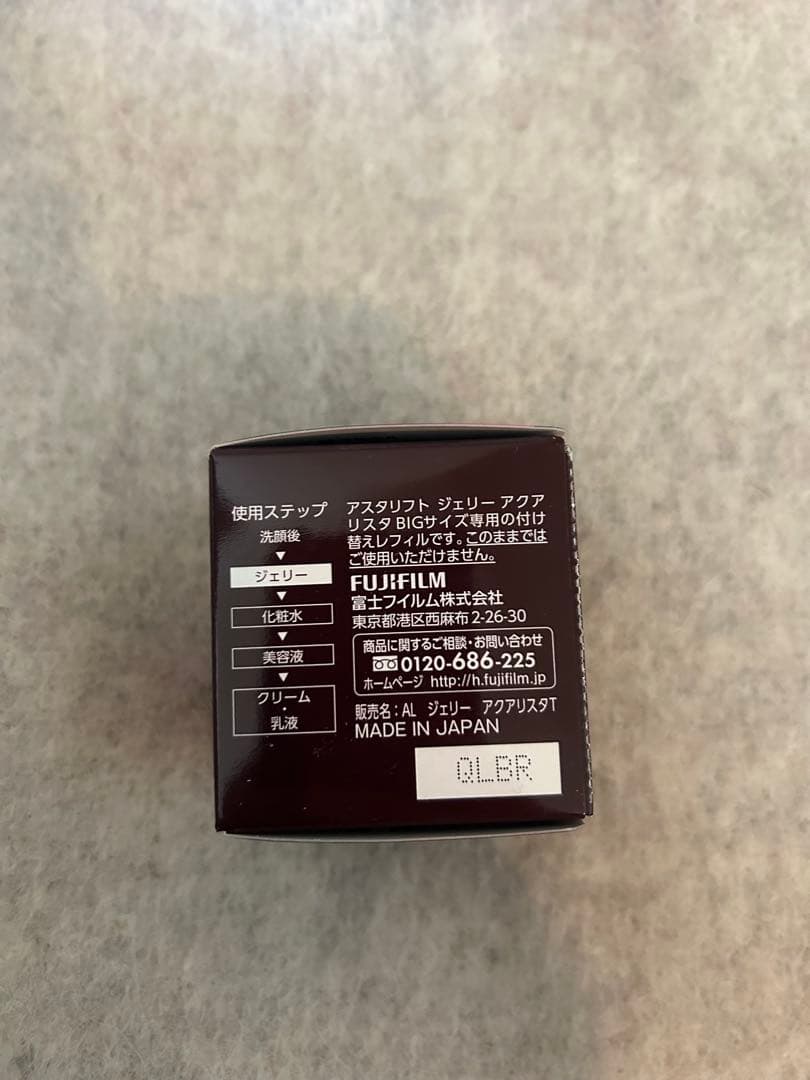 使用ステップ
洗顔後
▼
ジェリー
▼
化粧水
▼
美容液
▼
クリーム
・
乳液
アスタリフト ジェリー アクア
リスタ BIGサイズ専用の付け
替えレフィルです。このままでは
ご使用いただけません。
FUJIFILM
富士フイルム株式会社
東京都港区西麻布2-26-30
商品に関するご相談・お問い合わせ
0120-686-225
ホームページ http://h.fujifilm.jp
販売名：AL ジェリー アクアリスタT
MADE IN JAPAN
QLBR